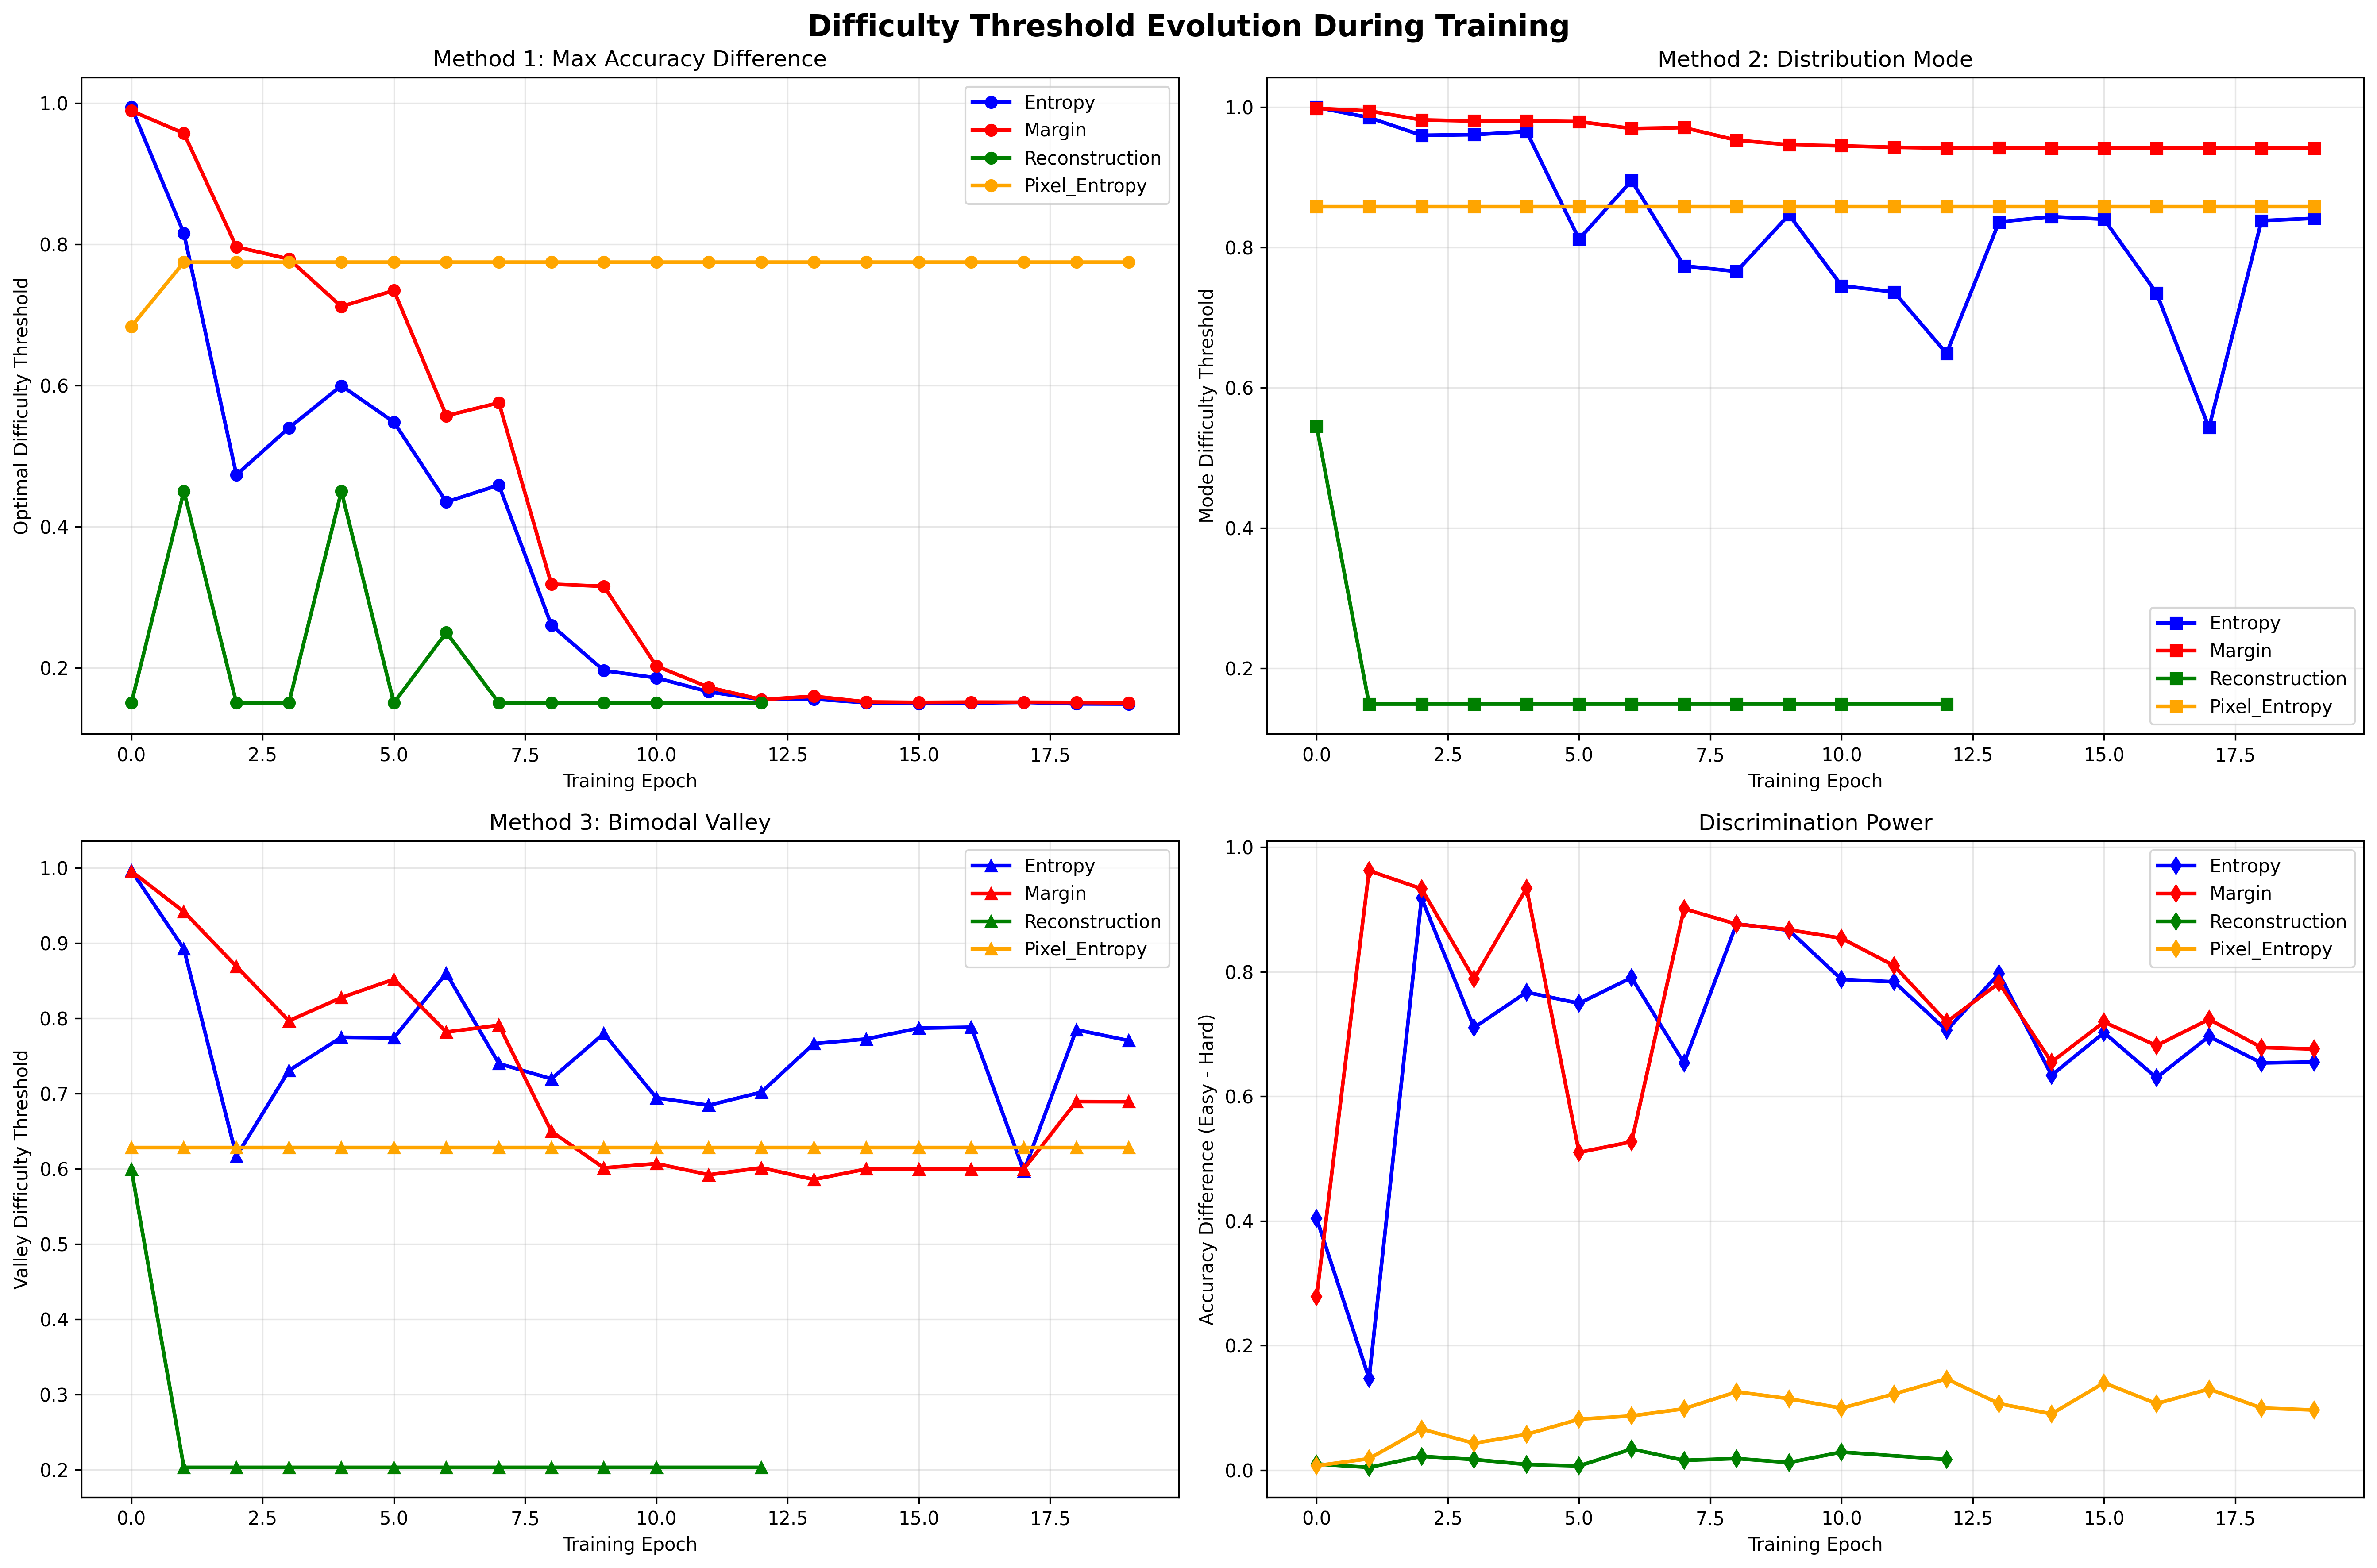 Difficulty Threshold Evolution During Training
Method 1: Max Accuracy Difference
Optimal Difficulty Threshold
1.0
0.8
0.6
0.4
0.2
Entropy
Margin
Reconstruction
Pixel_Entropy
0.0 2.5 5.0 7.5 10.0 12.5 15.0 17.5
Training Epoch
Method 2: Distribution Mode
Mode Difficulty Threshold
1.0
0.8
0.6
0.4
0.2
Entropy
Margin
Reconstruction
Pixel_Entropy
0.0 2.5 5.0 7.5 10.0 12.5 15.0 17.5
Training Epoch
Method 3: Bimodal Valley
Valley Difficulty Threshold
1.0
0.9
0.8
0.7
0.6
0.5
0.4
0.3
0.2
Entropy
Margin
Reconstruction
Pixel_Entropy
0.0 2.5 5.0 7.5 10.0 12.5 15.0 17.5
Training Epoch
Discrimination Power
Accuracy Difference (Easy - Hard)
1.0
0.8
0.6
0.4
0.2
0.0
Entropy
Margin
Reconstruction
Pixel_Entropy
0.0 2.5 5.0 7.5 10.0 12.5 15.0 17.5
Training Epoch